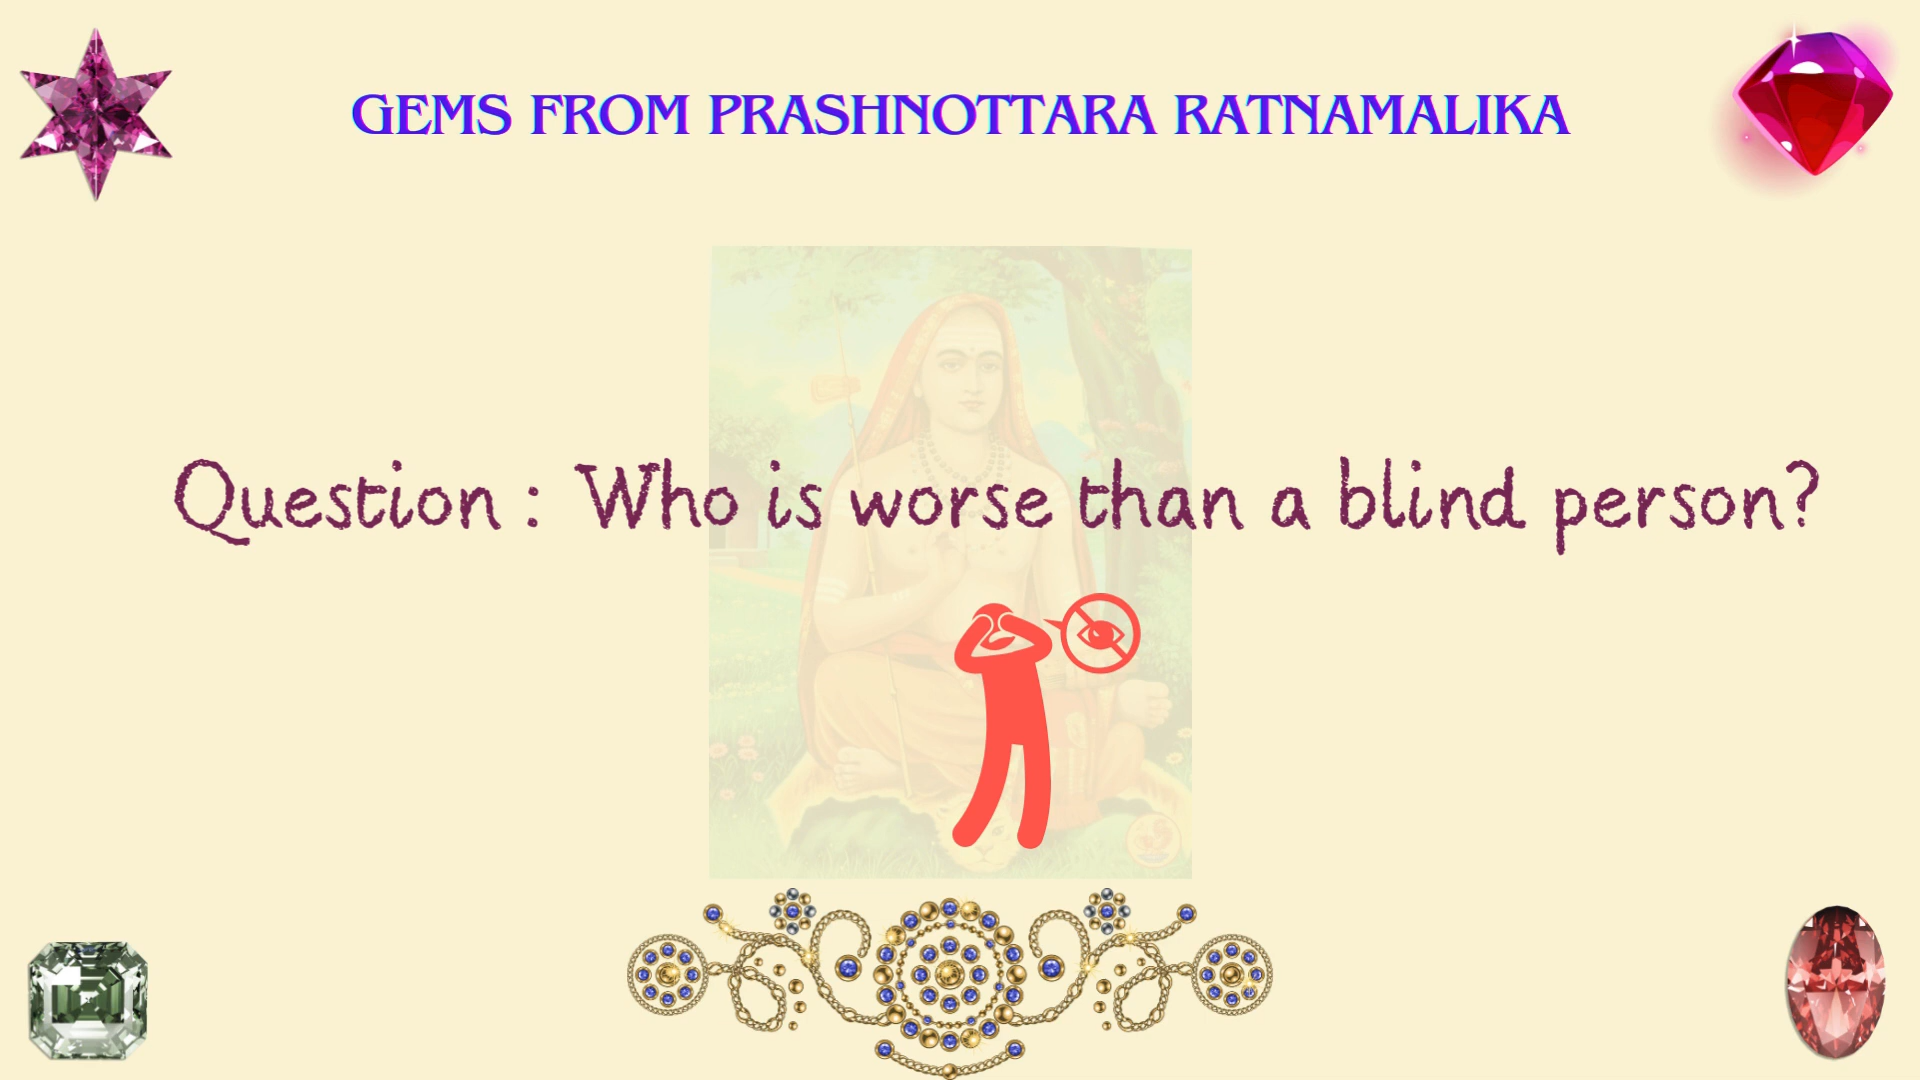 GEMS FROM PRASHNOTTARA RATNAMALIKA
Question : Who is worse than a blind person?